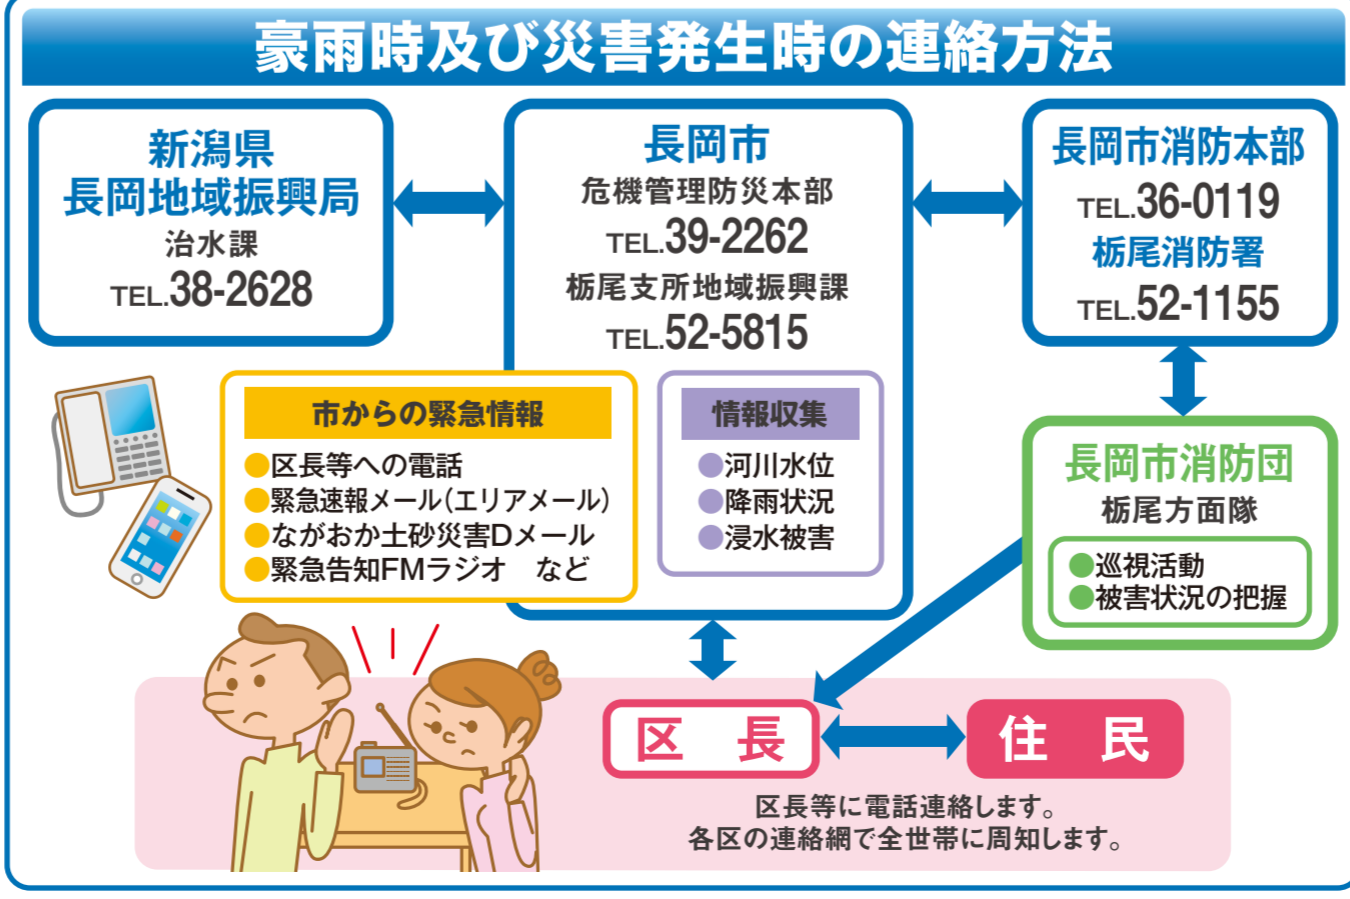 豪雨時及び災害発生時の連絡方法
新潟県
長岡地域振興局
治水課
TEL.38-2628
長岡市
危機管理防災本部
TEL.39-2262
栃尾支所地域振興課
TEL.52-5815
長岡市消防本部
TEL.36-0119
栃尾消防署
TEL.52-1155
市からの緊急情報
●区長等への電話
●緊急速報メール(エリアメール)
●ながおか土砂災害Dメール
●緊急告知FMラジオ　など
情報収集
●河川水位
●降雨状況
●浸水被害
長岡市消防団
栃尾方面隊
●巡視活動
●被害状況の把握
区　長
住　民
区長等に電話連絡します。
各区の連絡網で全世帯に周知します。